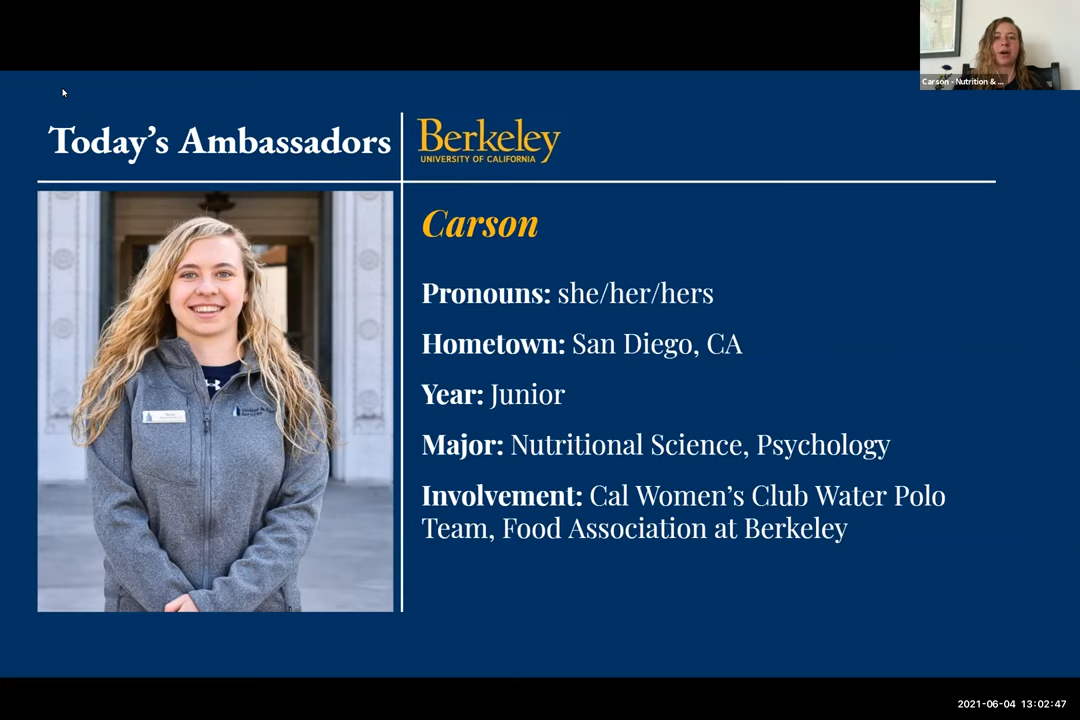 Carson - Nutrition & ...
Today’s Ambassadors
Berkeley
UNIVERSITY OF CALIFORNIA
Carson
Pronouns: she/her/hers
Hometown: San Diego, CA
Year: Junior
Major: Nutritional Science, Psychology
Involvement: Cal Women’s Club Water Polo
Team, Food Association at Berkeley
2021-06-04 13:02:47